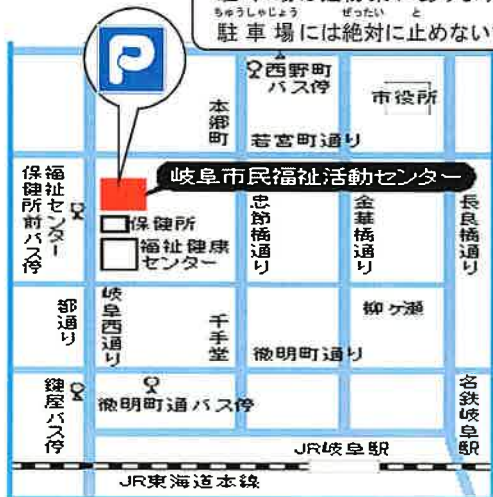 ちゅうしゃじょう ぜったい と
駐車場には絶対に止めない
P
西野町
バス停
市役所
本郷町
若宮町通り
岐阜市民福祉活動センター
福祉センター
保健所前バス停
保健所
福祉健康
センター
忠節橋通り
金華橋通り
長良橋通り
都通り
岐阜西通り
千手堂
柳ヶ瀬
徹明町通り
鍵屋バス停
徹明町通バス停
名鉄岐阜駅
JR岐阜駅
JR東海道本線